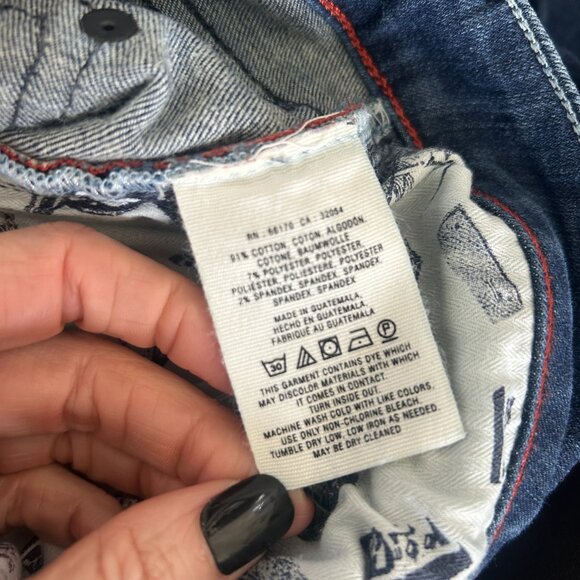 RN - 66170 CA - 32054
91% COTTON, COTON, ALGODÓN,
COTONE, BAUMWOLLE
7% POLYESTER, POLYESTER,
PULIÉSTER, POLIESTERE, POLYESTER
2% SPANDEX, SPANDEX, SPANDEX
SPANDEX, SPANDEX
MADE IN GUATEMALA,
HECHO EN GUATEMALA
FABRIQUÉ AU GUATEMALA
30
THIS GARMENT CONTAINS DYE WHICH
MAY DISCOLOR MATERIALS WITH WHICH
IT COMES IN CONTACT.
TURN INSIDE OUT.
MACHINE WASH COLD WITH LIKE COLORS.
USE ONLY NON-CHLORINE BLEACH.
TUMBLE DRY LOW, LOW IRON AS NEEDED.
MAY BE DRY CLEANED